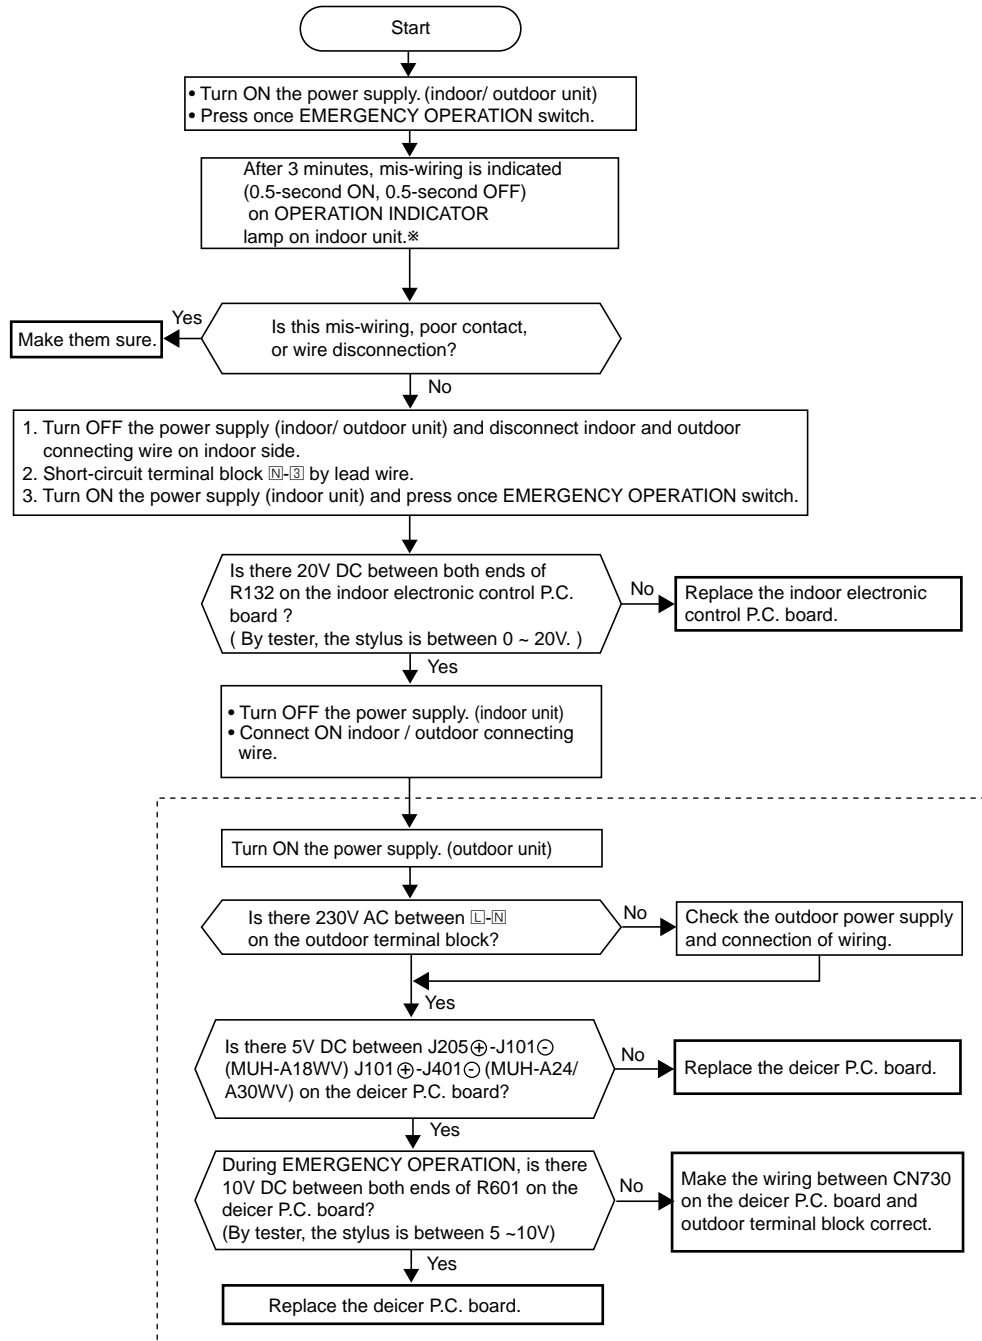 Start
• Turn ON the power supply. (indoor/ outdoor unit)
• Press once EMERGENCY OPERATION switch.
After 3 minutes, mis-wiring is indicated
(0.5-second ON, 0.5-second OFF)
on OPERATION INDICATOR
lamp on indoor unit.※
Is this mis-wiring, poor contact,
or wire disconnection?
Yes
Make them sure.
No
1. Turn OFF the power supply (indoor/ outdoor unit) and disconnect indoor and outdoor
connecting wire on indoor side.
2. Short-circuit terminal block N-3 by lead wire.
3. Turn ON the power supply (indoor unit) and press once EMERGENCY OPERATION switch.
Is there 20V DC between both ends of
R132 on the indoor electronic control P.C.
board ?
( By tester, the stylus is between 0 ~ 20V. )
No
Replace the indoor electronic
control P.C. board.
Yes
• Turn OFF the power supply. (indoor unit)
• Connect ON indoor / outdoor connecting
wire.
Turn ON the power supply. (outdoor unit)
Is there 230V AC between L-N
on the outdoor terminal block?
No
Check the outdoor power supply
and connection of wiring.
Yes
Is there 5V DC between J205⊕-J101⊖
(MUH-A18WV) J101⊕-J401⊖ (MUH-A24/
A30WV) on the deicer P.C. board?
No
Replace the deicer P.C. board.
Yes
During EMERGENCY OPERATION, is there
10V DC between both ends of R601 on the
deicer P.C. board?
(By tester, the stylus is between 5 ~10V)
No
Make the wiring between CN730
on the deicer P.C. board and
outdoor terminal block correct.
Yes
Replace the deicer P.C. board.